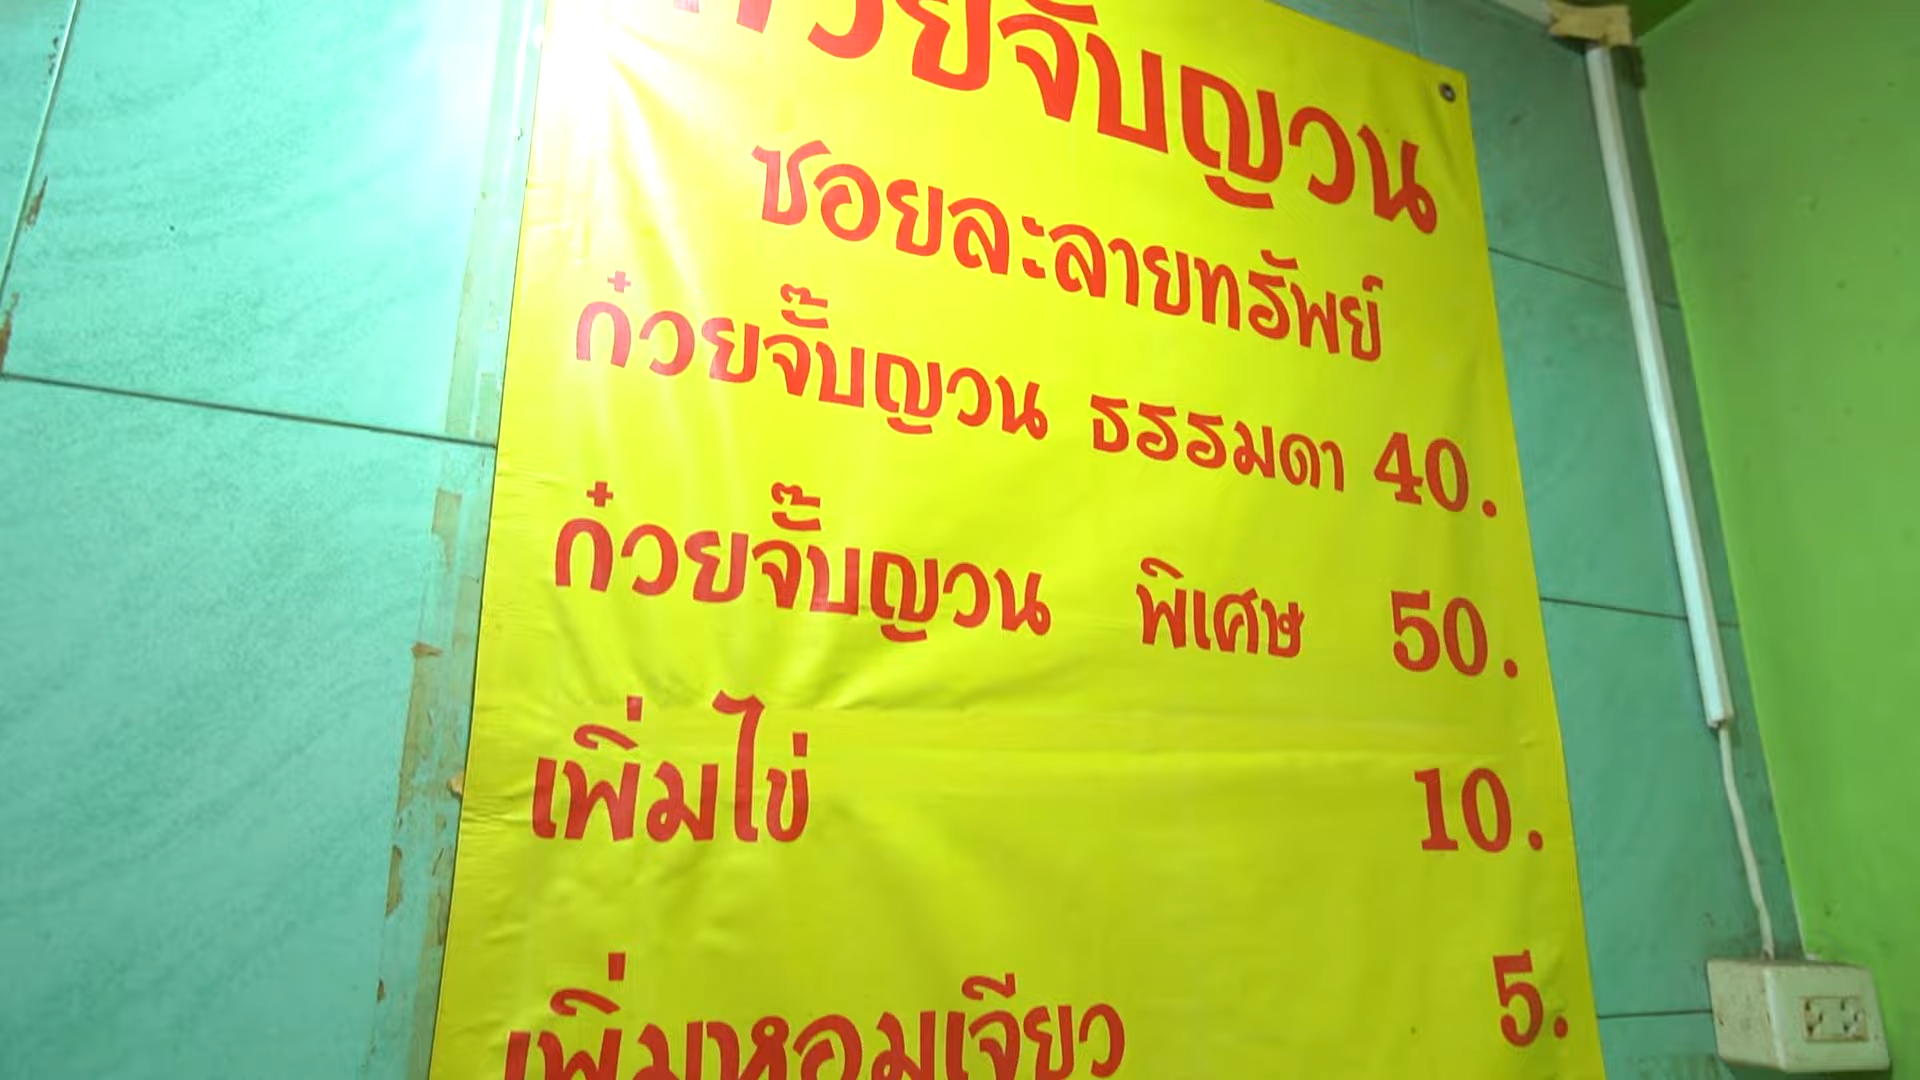 ก๋วยจั๊บญวน
ซอยละลายทรัพย์
ก๋วยจั๊บญวน ธรรมดา 40.
ก๋วยจั๊บญวน พิเศษ 50.
เพิ่มไข่ 10.
เพิ่มหอมเจียว 5.